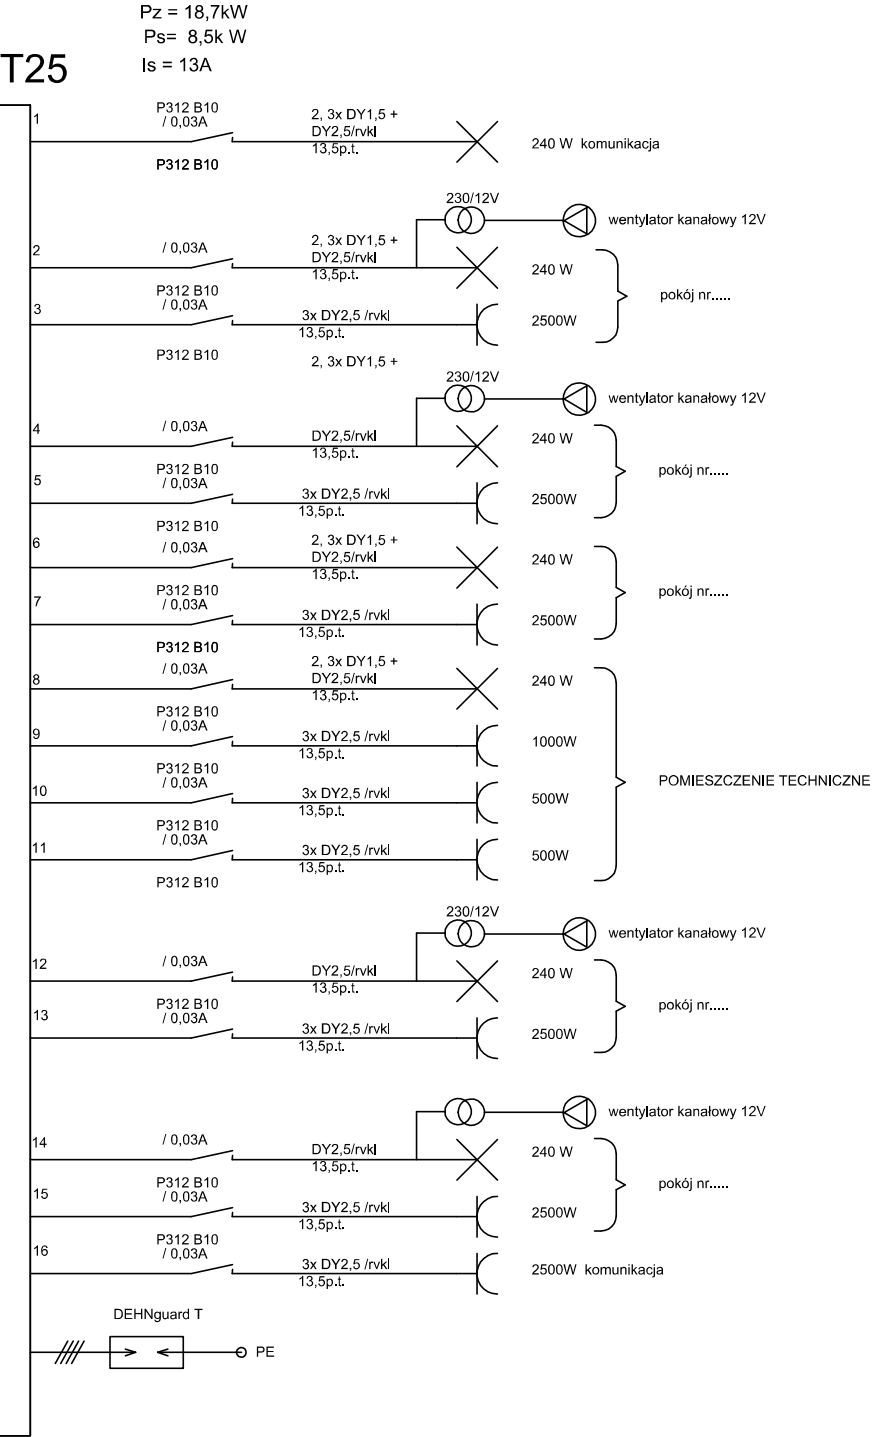 Pz = 18,7kW
Ps= 8,5k W
T25
Is = 13A
P312 B10
1
/ 0,03A
2, 3x DY1,5 +
DY2,5/rvkl
13,5p.t.
240 W komunikacja
P312 B10
230/12V
wentylator kanałowy 12V
2
/ 0,03A
2, 3x DY1,5 +
DY2,5/rvkl
13,5p.t.
240 W
P312 B10
pokój nr.....
3
/ 0,03A
3x DY2,5 /rvkl
13,5p.t.
2500W
P312 B10
2, 3x DY1,5 +
230/12V
wentylator kanałowy 12V
4
/ 0,03A
DY2,5/rvkl
13,5p.t.
240 W
P312 B10
pokój nr.....
5
/ 0,03A
3x DY2,5 /rvkl
13,5p.t.
2500W
P312 B10
6
/ 0,03A
2, 3x DY1,5 +
DY2,5/rvkl
13,5p.t.
240 W
P312 B10
pokój nr.....
7
/ 0,03A
3x DY2,5 /rvkl
13,5p.t.
2500W
P312 B10
8
/ 0,03A
2, 3x DY1,5 +
DY2,5/rvkl
13,5p.t.
240 W
P312 B10
9
/ 0,03A
3x DY2,5 /rvkl
13,5p.t.
1000W
P312 B10
POMIESZCZENIE TECHNICZNE
10
/ 0,03A
3x DY2,5 /rvkl
13,5p.t.
500W
P312 B10
11
/ 0,03A
3x DY2,5 /rvkl
13,5p.t.
500W
P312 B10
230/12V
wentylator kanałowy 12V
12
/ 0,03A
DY2,5/rvkl
13,5p.t.
240 W
P312 B10
pokój nr.....
13
/ 0,03A
3x DY2,5 /rvkl
13,5p.t.
2500W
wentylator kanałowy 12V
14
/ 0,03A
DY2,5/rvkl
13,5p.t.
240 W
P312 B10
pokój nr.....
15
/ 0,03A
3x DY2,5 /rvkl
13,5p.t.
2500W
P312 B10
16
/ 0,03A
3x DY2,5 /rvkl
13,5p.t.
2500W komunikacja
DEHNguard T
PE